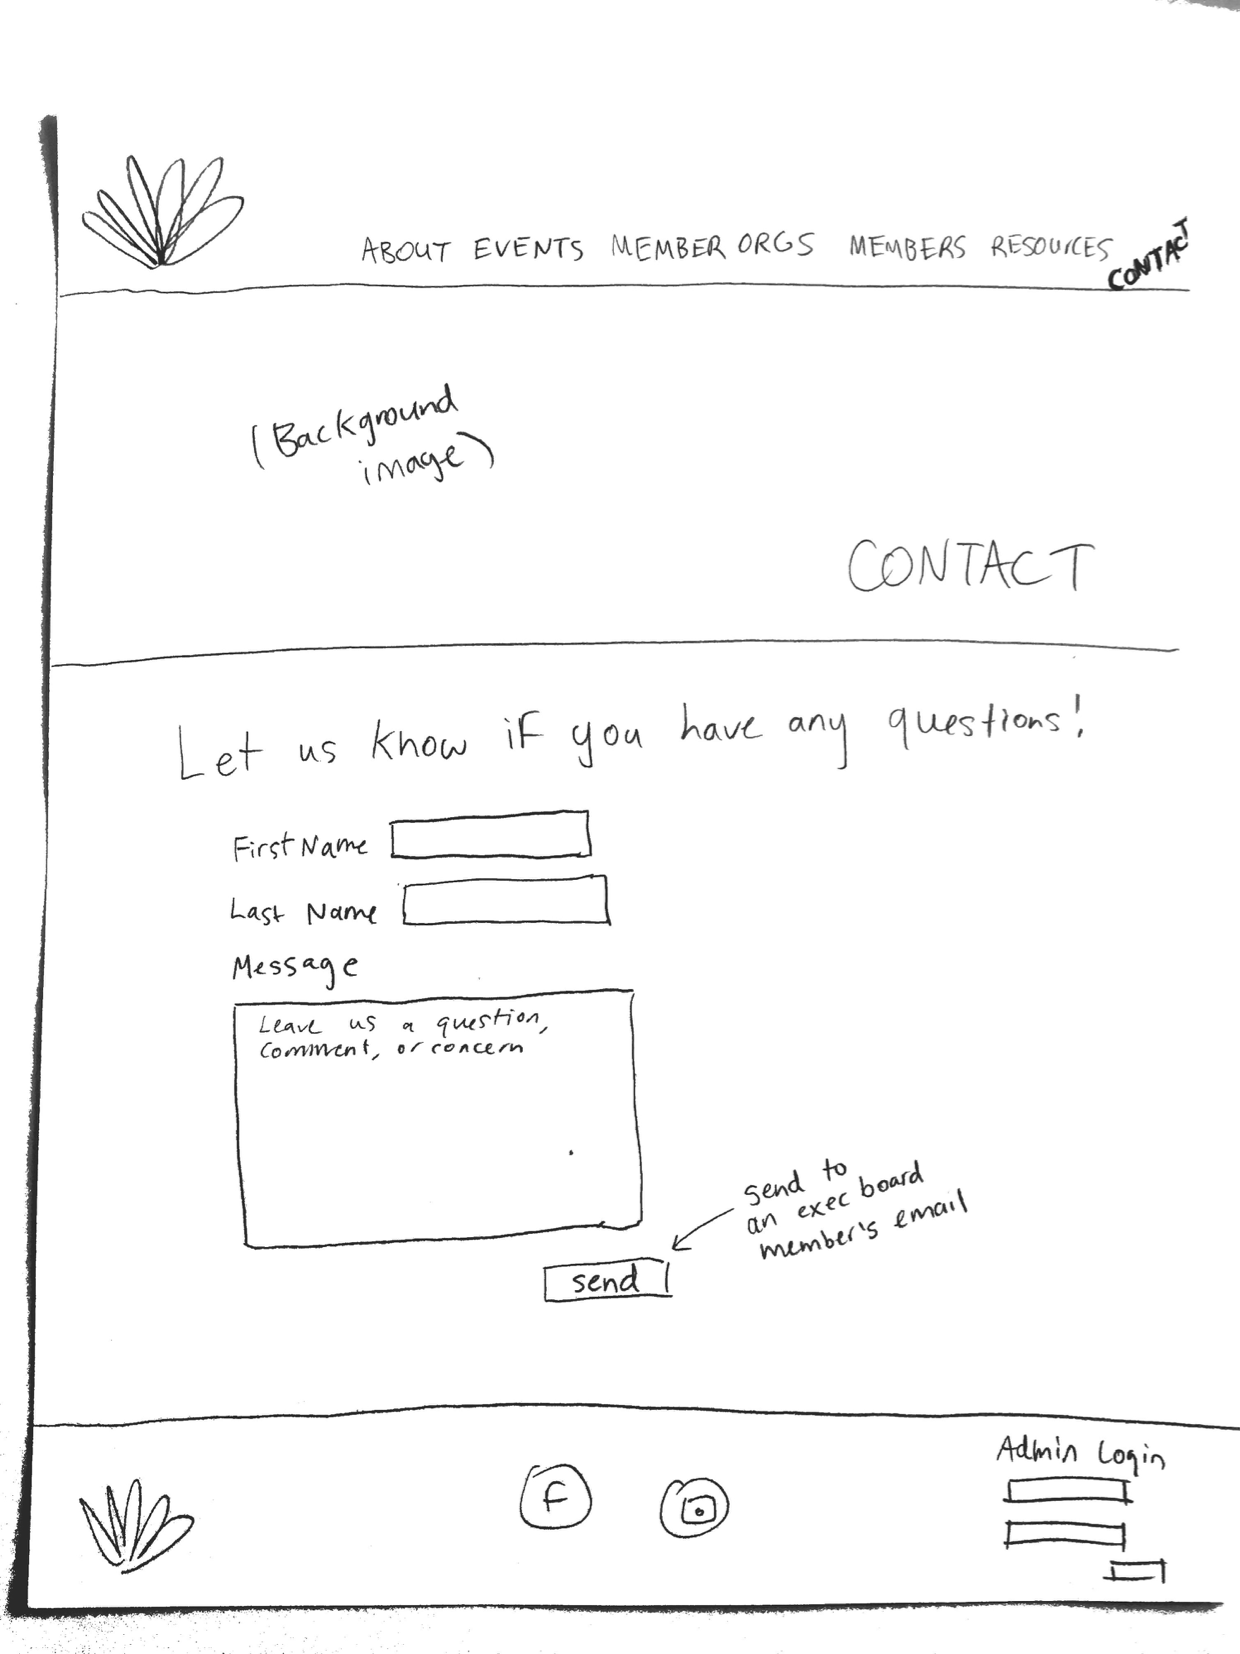 ABOUT EVENTS MEMBER ORGS MEMBERS RESOURCES CONTACT
(Background
image)
CONTACT
Let us know if you have any questions!
First Name
Last Name
Message
Leave us a question,
comment, or concern
send to
an exec board
member's email
send
Admin Login
F